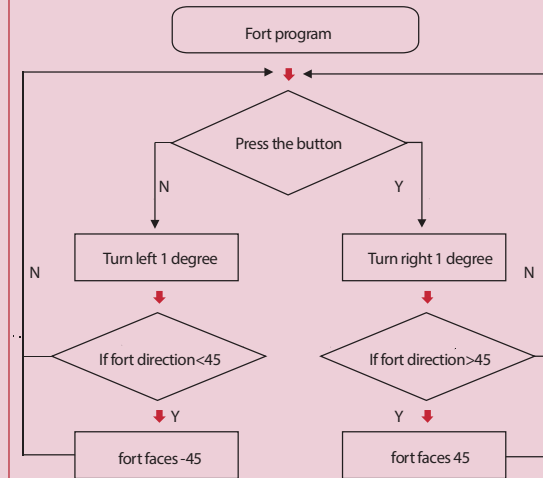 Fort program
Press the button
N
Y
Turn left 1 degree
Turn right 1 degree
N
N
If fort direction<45
If fort direction>45
Y
Y
fort faces -45
fort faces 45